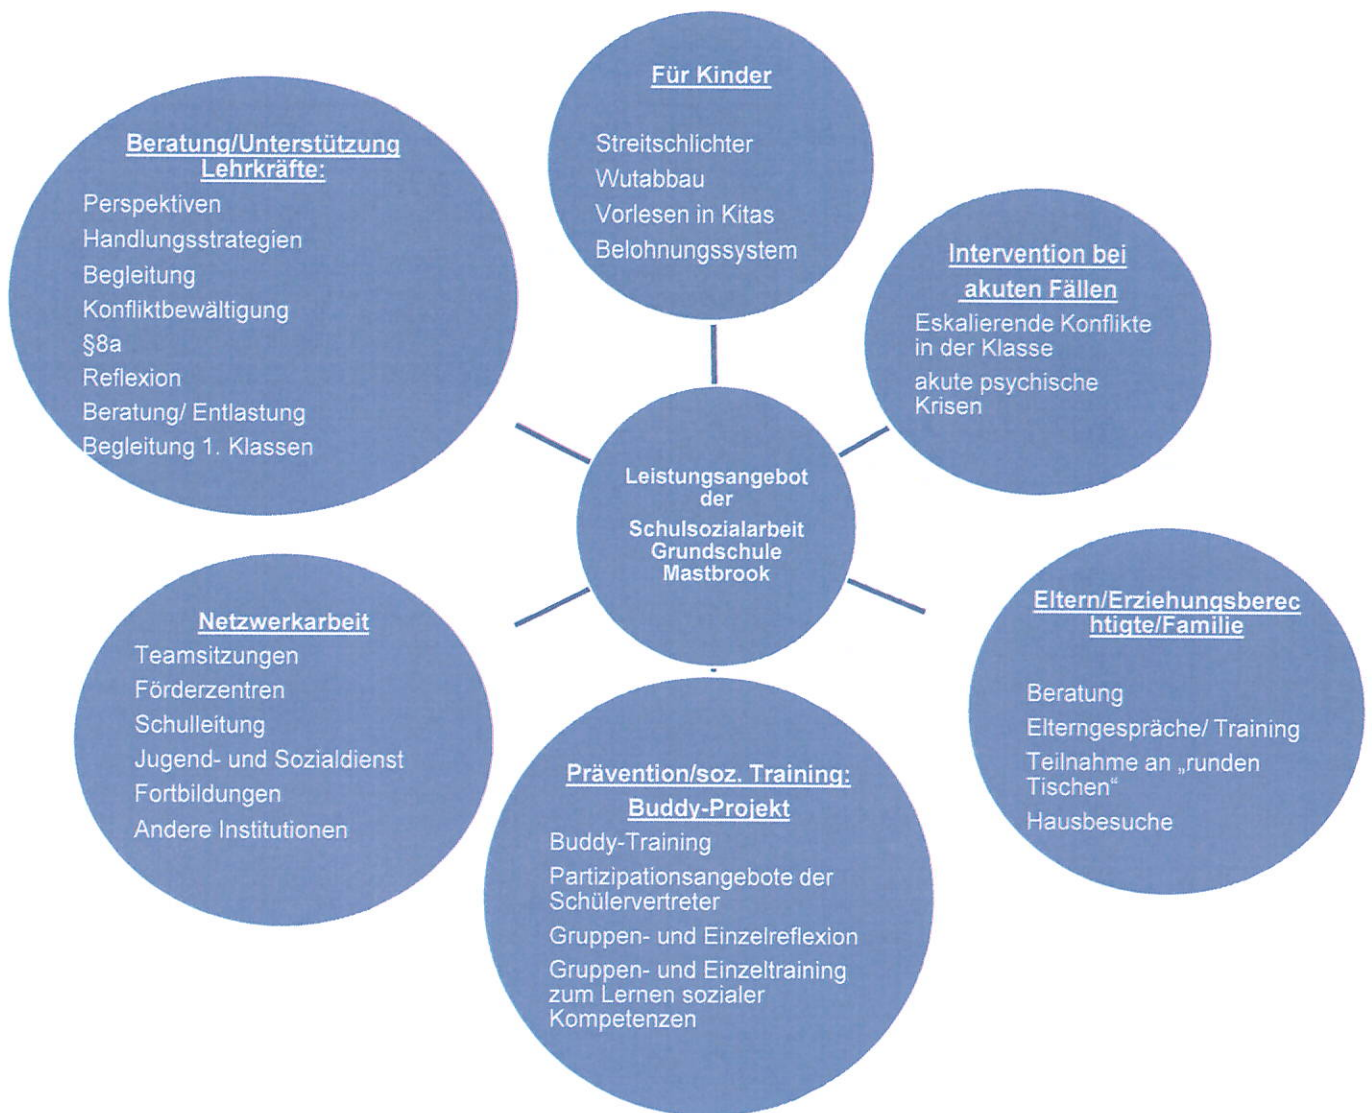 Für Kinder
Streitschlichter
Wutabbau
Vorlesen in Kitas
Belohnungssystem
Beratung/Unterstützung
Lehrkräfte:
Perspektiven
Handlungsstrategien
Begleitung
Konfliktbewältigung
§8a
Reflexion
Beratung/ Entlastung
Begleitung 1. Klassen
Intervention bei
akuten Fällen
Eskalierende Konflikte
in der Klasse
akute psychische
Krisen
Leistungsangebot
der
Schulsozialarbeit
Grundschule
Mastbrook
Netzwerkarbeit
Teamsitzungen
Förderzentren
Schulleitung
Jugend- und Sozialdienst
Fortbildungen
Andere Institutionen
Eltern/Erziehungsberec
htigte/Familie
Beratung
Elterngespräche/ Training
Teilnahme an „runden
Tischen“
Hausbesuche
Prävention/soz. Training:
Buddy-Projekt
Buddy-Training
Partizipationsangebote der
Schülervertreter
Gruppen- und Einzelreflexion
Gruppen- und Einzeltraining
zum Lernen sozialer
Kompetenzen